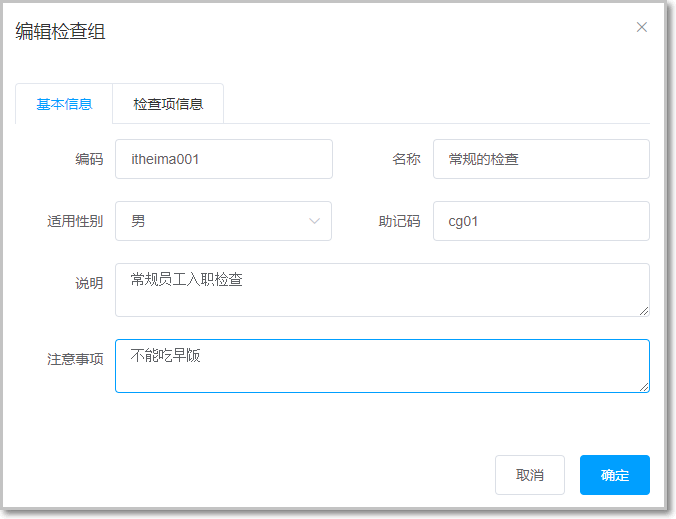 编辑检查组
基本信息 检查项信息
编码 itheima001 名称 常规的检查
适用性别 男 助记码 cg01
说明 常规员工入职检查
注意事项 不能吃早饭
取消 确定